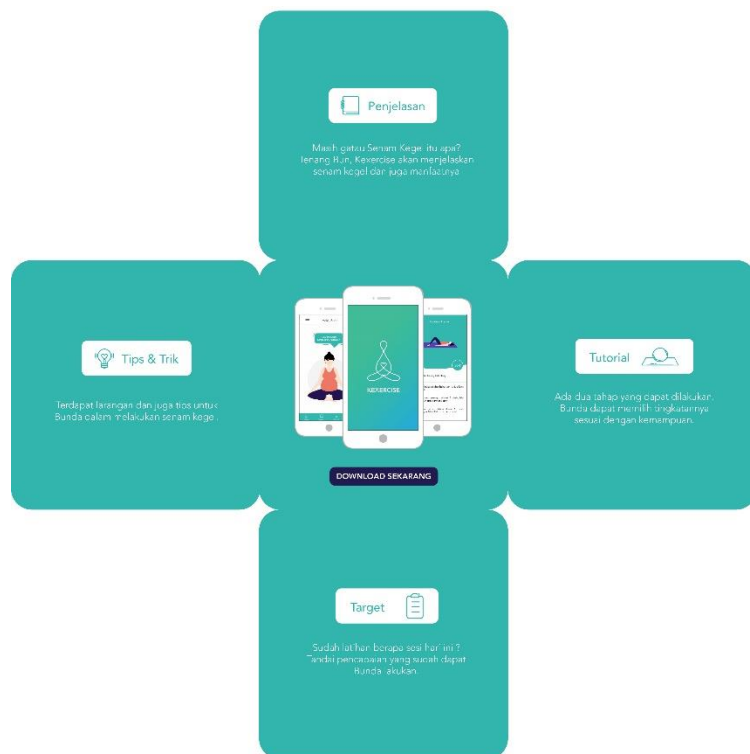 Penjelasan
Masih gatau Senam Kegel itu apa?
Tenang Bun, Kexercise akan menjelaskan
senam kegel dan juga manfaatnya
Tips & Trik
Terdapat larangan dan juga tips untuk
Bunda dalam melakukan senam kegel.
KEXERCISE
DOWNLOAD SEKARANG
Tutorial
Ada dua tahap yang dapat dilakukan.
Bunda dapat memilih tingkatannya
sesuai dengan kemampuan.
Target
Sudah latihan berapa sesi hari ini ?
Tandai pencapaian yang sudah dapat
Bunda lakukan